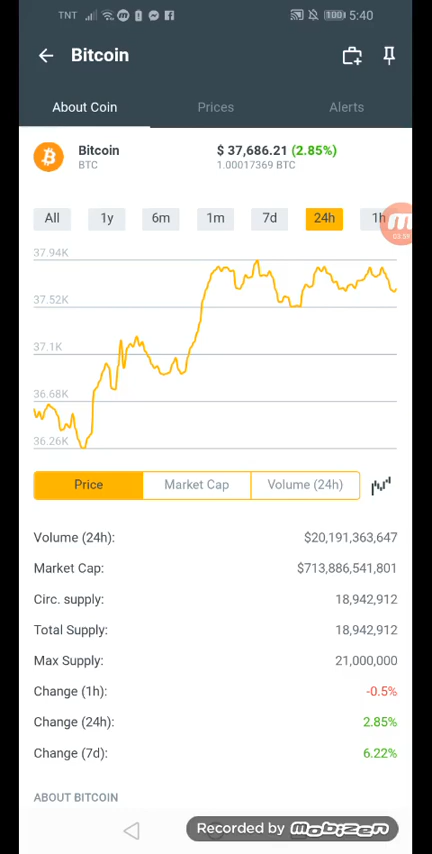 TNT 100 5:40
Bitcoin
About Coin Prices Alerts
Bitcoin $ 37,686.21 (2.85%)
BTC 1.00017369 BTC
All 1y 6m 1m 7d 24h 1h
37.94K
37.52K
37.1K
36.68K
36.26K
Price Market Cap Volume (24h)
Volume (24h): $20,191,363,647
Market Cap: $713,886,541,801
Circ. supply: 18,942,912
Total Supply: 18,942,912
Max Supply: 21,000,000
Change (1h): -0.5%
Change (24h): 2.85%
Change (7d): 6.22%
ABOUT BITCOIN
Recorded by mobizen